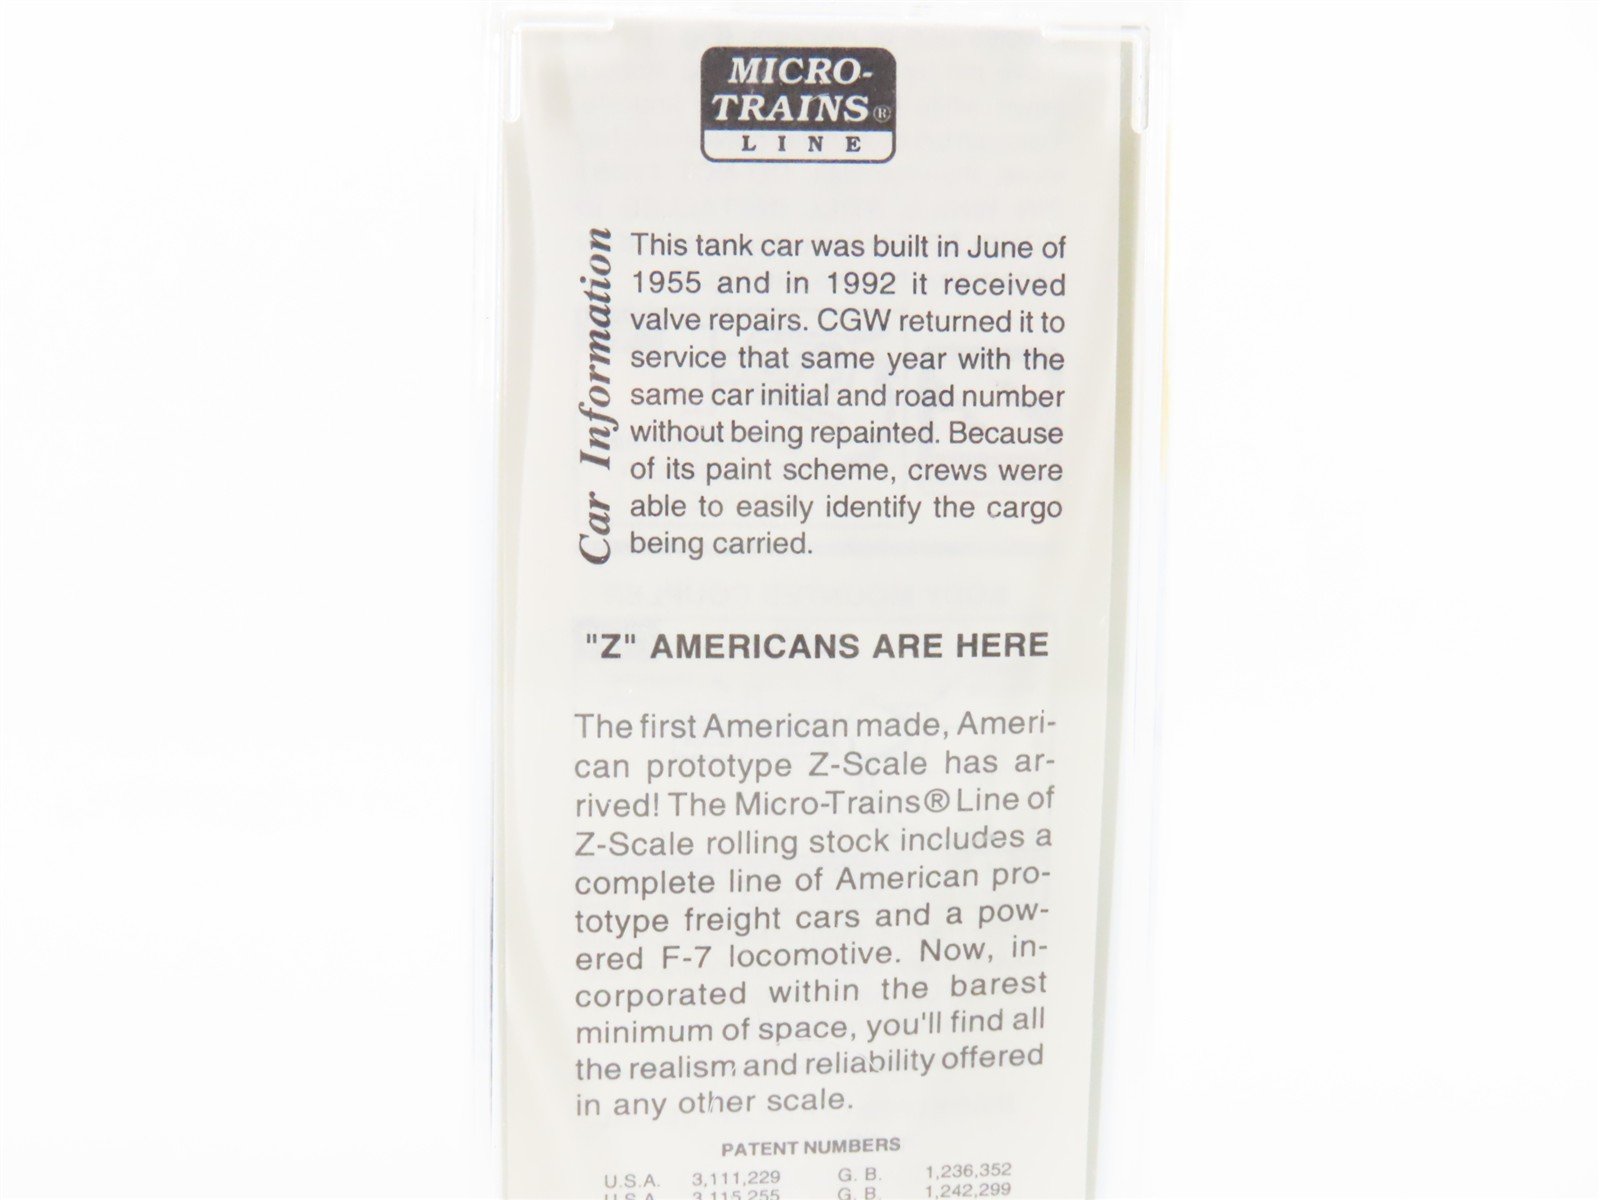 MICRO-
TRAINS®
LINE
Car Information
This tank car was built in June of
1955 and in 1992 it received
valve repairs. CGW returned it to
service that same year with the
same car initial and road number
without being repainted. Because
of its paint scheme, crews were
able to easily identify the cargo
being carried.
"Z" AMERICANS ARE HERE
The first American made, Ameri-
can prototype Z-Scale has ar-
rived! The Micro-Trains® Line of
Z-Scale rolling stock includes a
complete line of American pro-
totype freight cars and a pow-
ered F-7 locomotive. Now, in-
corporated within the barest
minimum of space, you'll find all
the realism and reliability offered
in any other scale.
PATENT NUMBERS
U.S.A. 3,111,229 G. B. 1,236,352
U.S.A. 3,115,255 G. B. 1,242,299